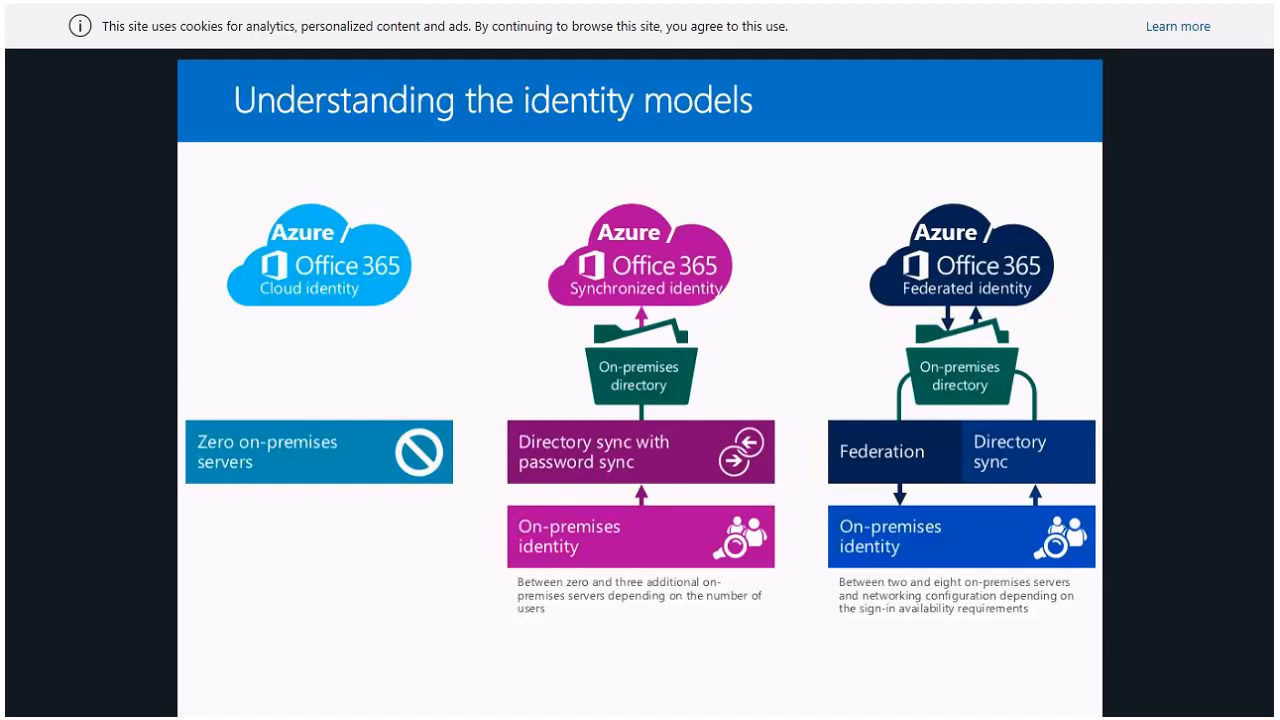 This site uses cookies for analytics, personalized content and ads. By continuing to browse this site, you agree to this use.
Learn more
Understanding the identity models
Azure /
Office 365
Cloud identity
Zero on-premises
servers
Azure /
Office 365
Synchronized identity
On-premises
directory
Directory sync with
password sync
On-premises
identity
Between zero and three additional on-
premises servers depending on the number of
users
Azure /
Office 365
Federated identity
On-premises
directory
Federation
Directory
sync
On-premises
identity
Between two and eight on-premises servers
and networking configuration depending on
the sign-in availability requirements